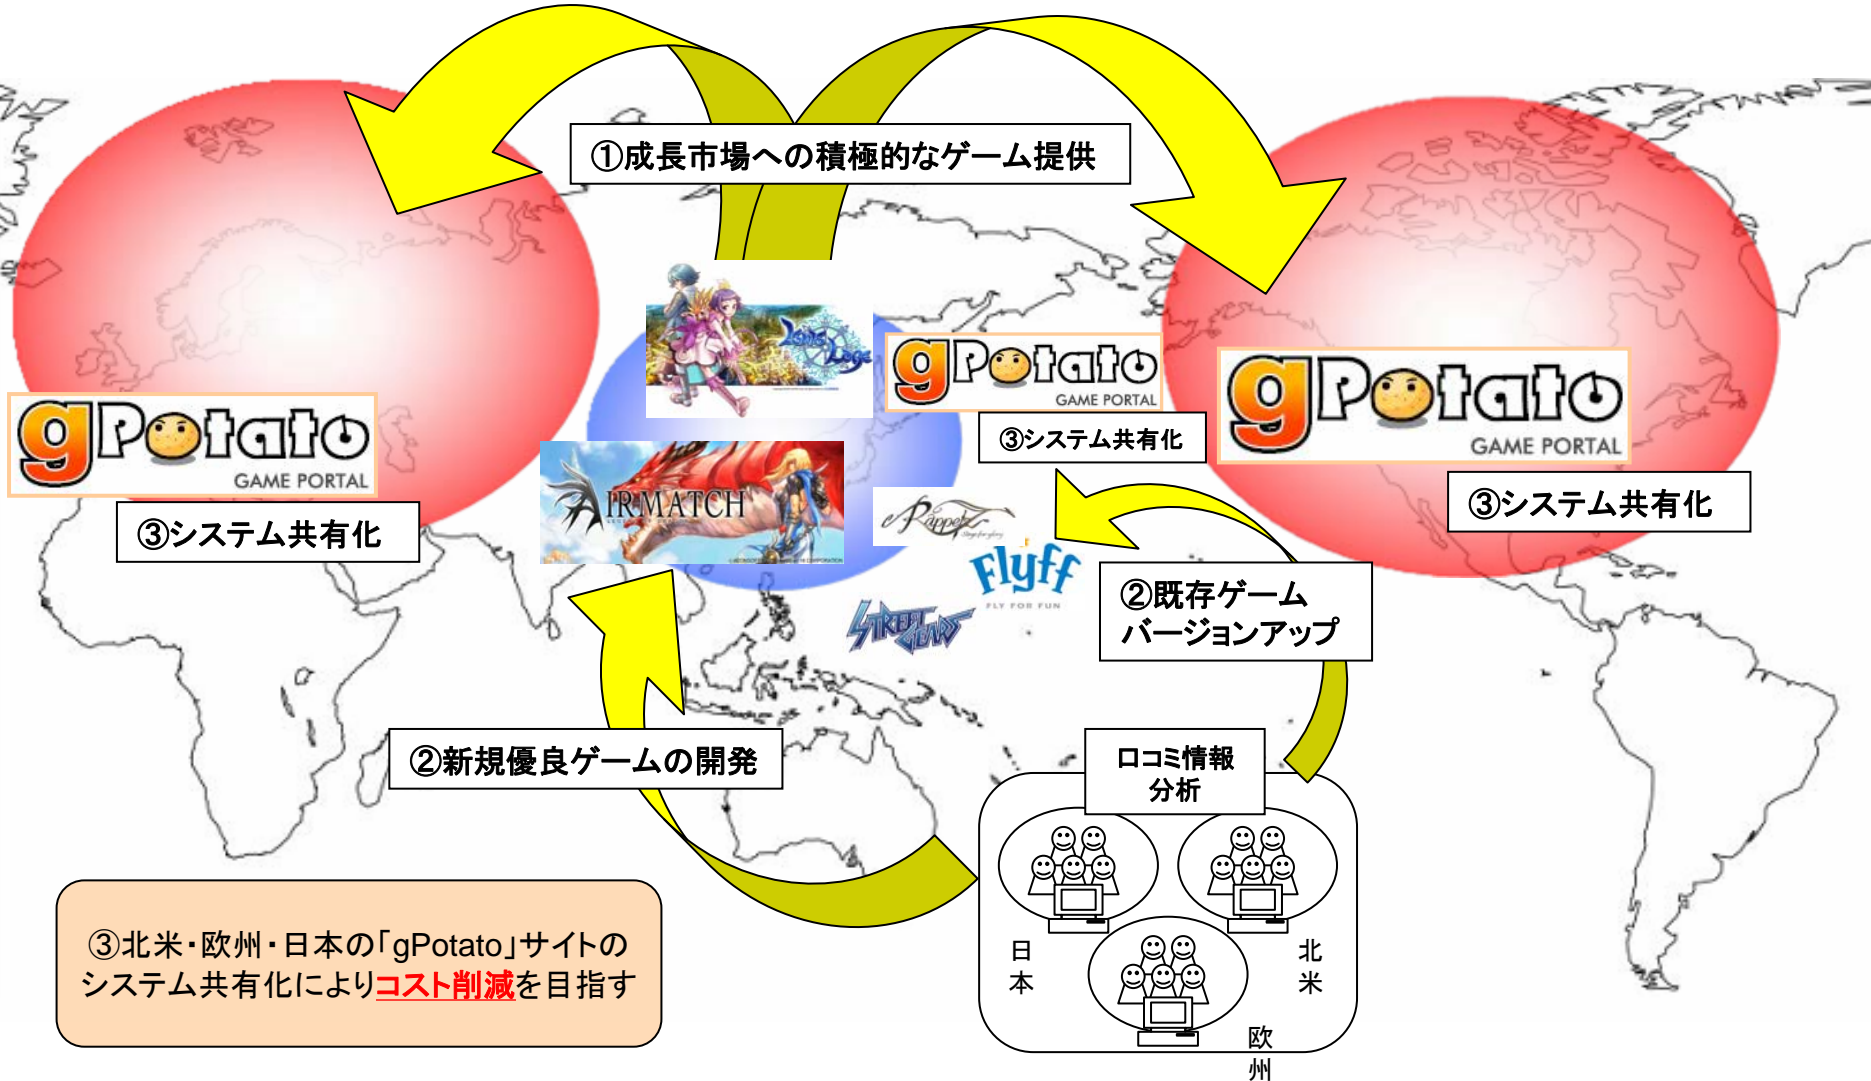 ①成長市場への積極的なゲーム提供
gPotato
GAME PORTAL
③システム共有化
gPotato
GAME PORTAL
③システム共有化
gPotato
GAME PORTAL
③システム共有化
AIRMATCH
Rappelz
Flyff
FLY FOR FUN
STREET
GEARS
②既存ゲーム
バージョンアップ
②新規優良ゲームの開発
口コミ情報
分析
日
本
北
米
欧
州
③北米・欧州・日本の「gPotato」サイトの
システム共有化によりコスト削減を目指す